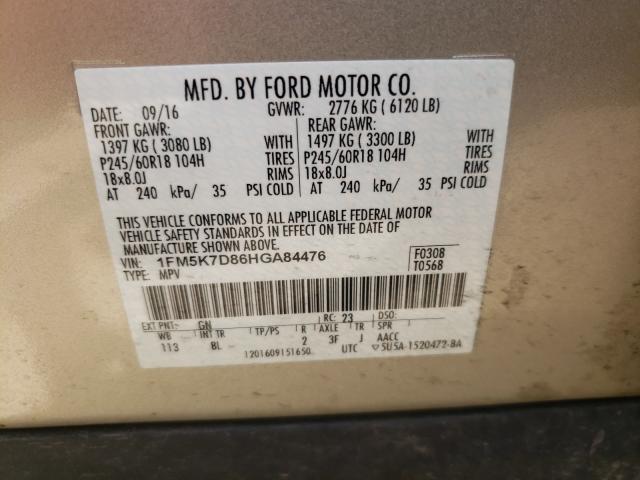 MFD. BY FORD MOTOR CO.
DATE: 09/16 GVWR: 2776 KG ( 6120 LB)
FRONT GAWR: REAR GAWR:
1397 KG ( 3080 LB) WITH 1497 KG ( 3300 LB) WITH
P245/60R18 104H TIRES P245/60R18 104H TIRES
18x8.0J RIMS 18x8.0J RIMS
AT 240 kPa/ 35 PSI COLD AT 240 kPa/ 35 PSI COLD
THIS VEHICLE CONFORMS TO ALL APPLICABLE FEDERAL MOTOR
VEHICLE SAFETY STANDARDS IN EFFECT ON THE DATE OF
MANUFACTURE SHOWN ABOVE.
VIN: 1FM5K7D86HGA84476 F0308
TYPE: MPV T0568
EXT PNT: GN RC: 23 DSO:
WB INT TR TP/PS R AXLE TR SPR
113 BL 2 3F J AACC
1201609151650 UTC ▽5U5A-1520472-BA